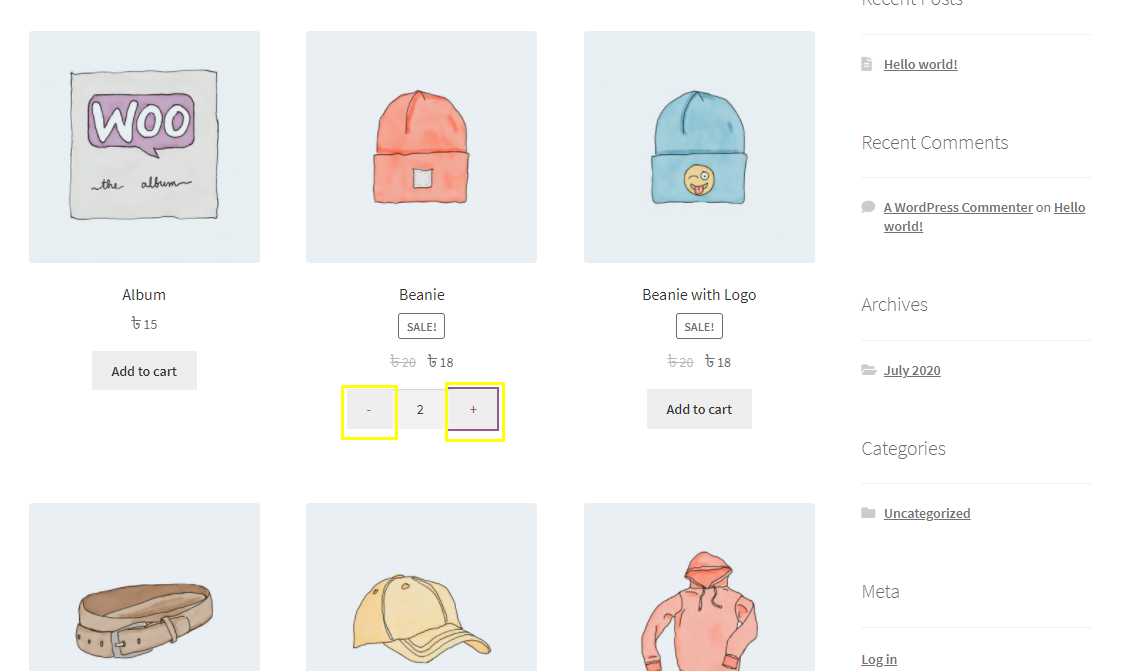 Recent Posts
Hello world!
WOO
the album
Recent Comments
A WordPress Commenter on Hello
world!
Album
৳ 15
Add to cart
Beanie
SALE!
৳ 20 ৳ 18
- 2 +
Beanie with Logo
SALE!
৳ 20 ৳ 18
Add to cart
Archives
July 2020
Categories
Uncategorized
Meta
Log in